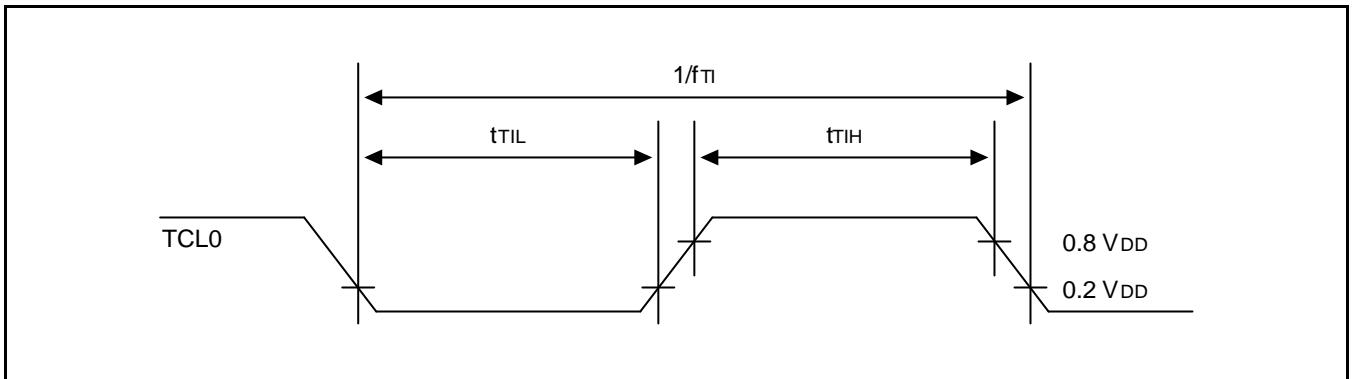 1/fTI
tTIL
tTIH
TCL0
0.8 VDD
0.2 VDD